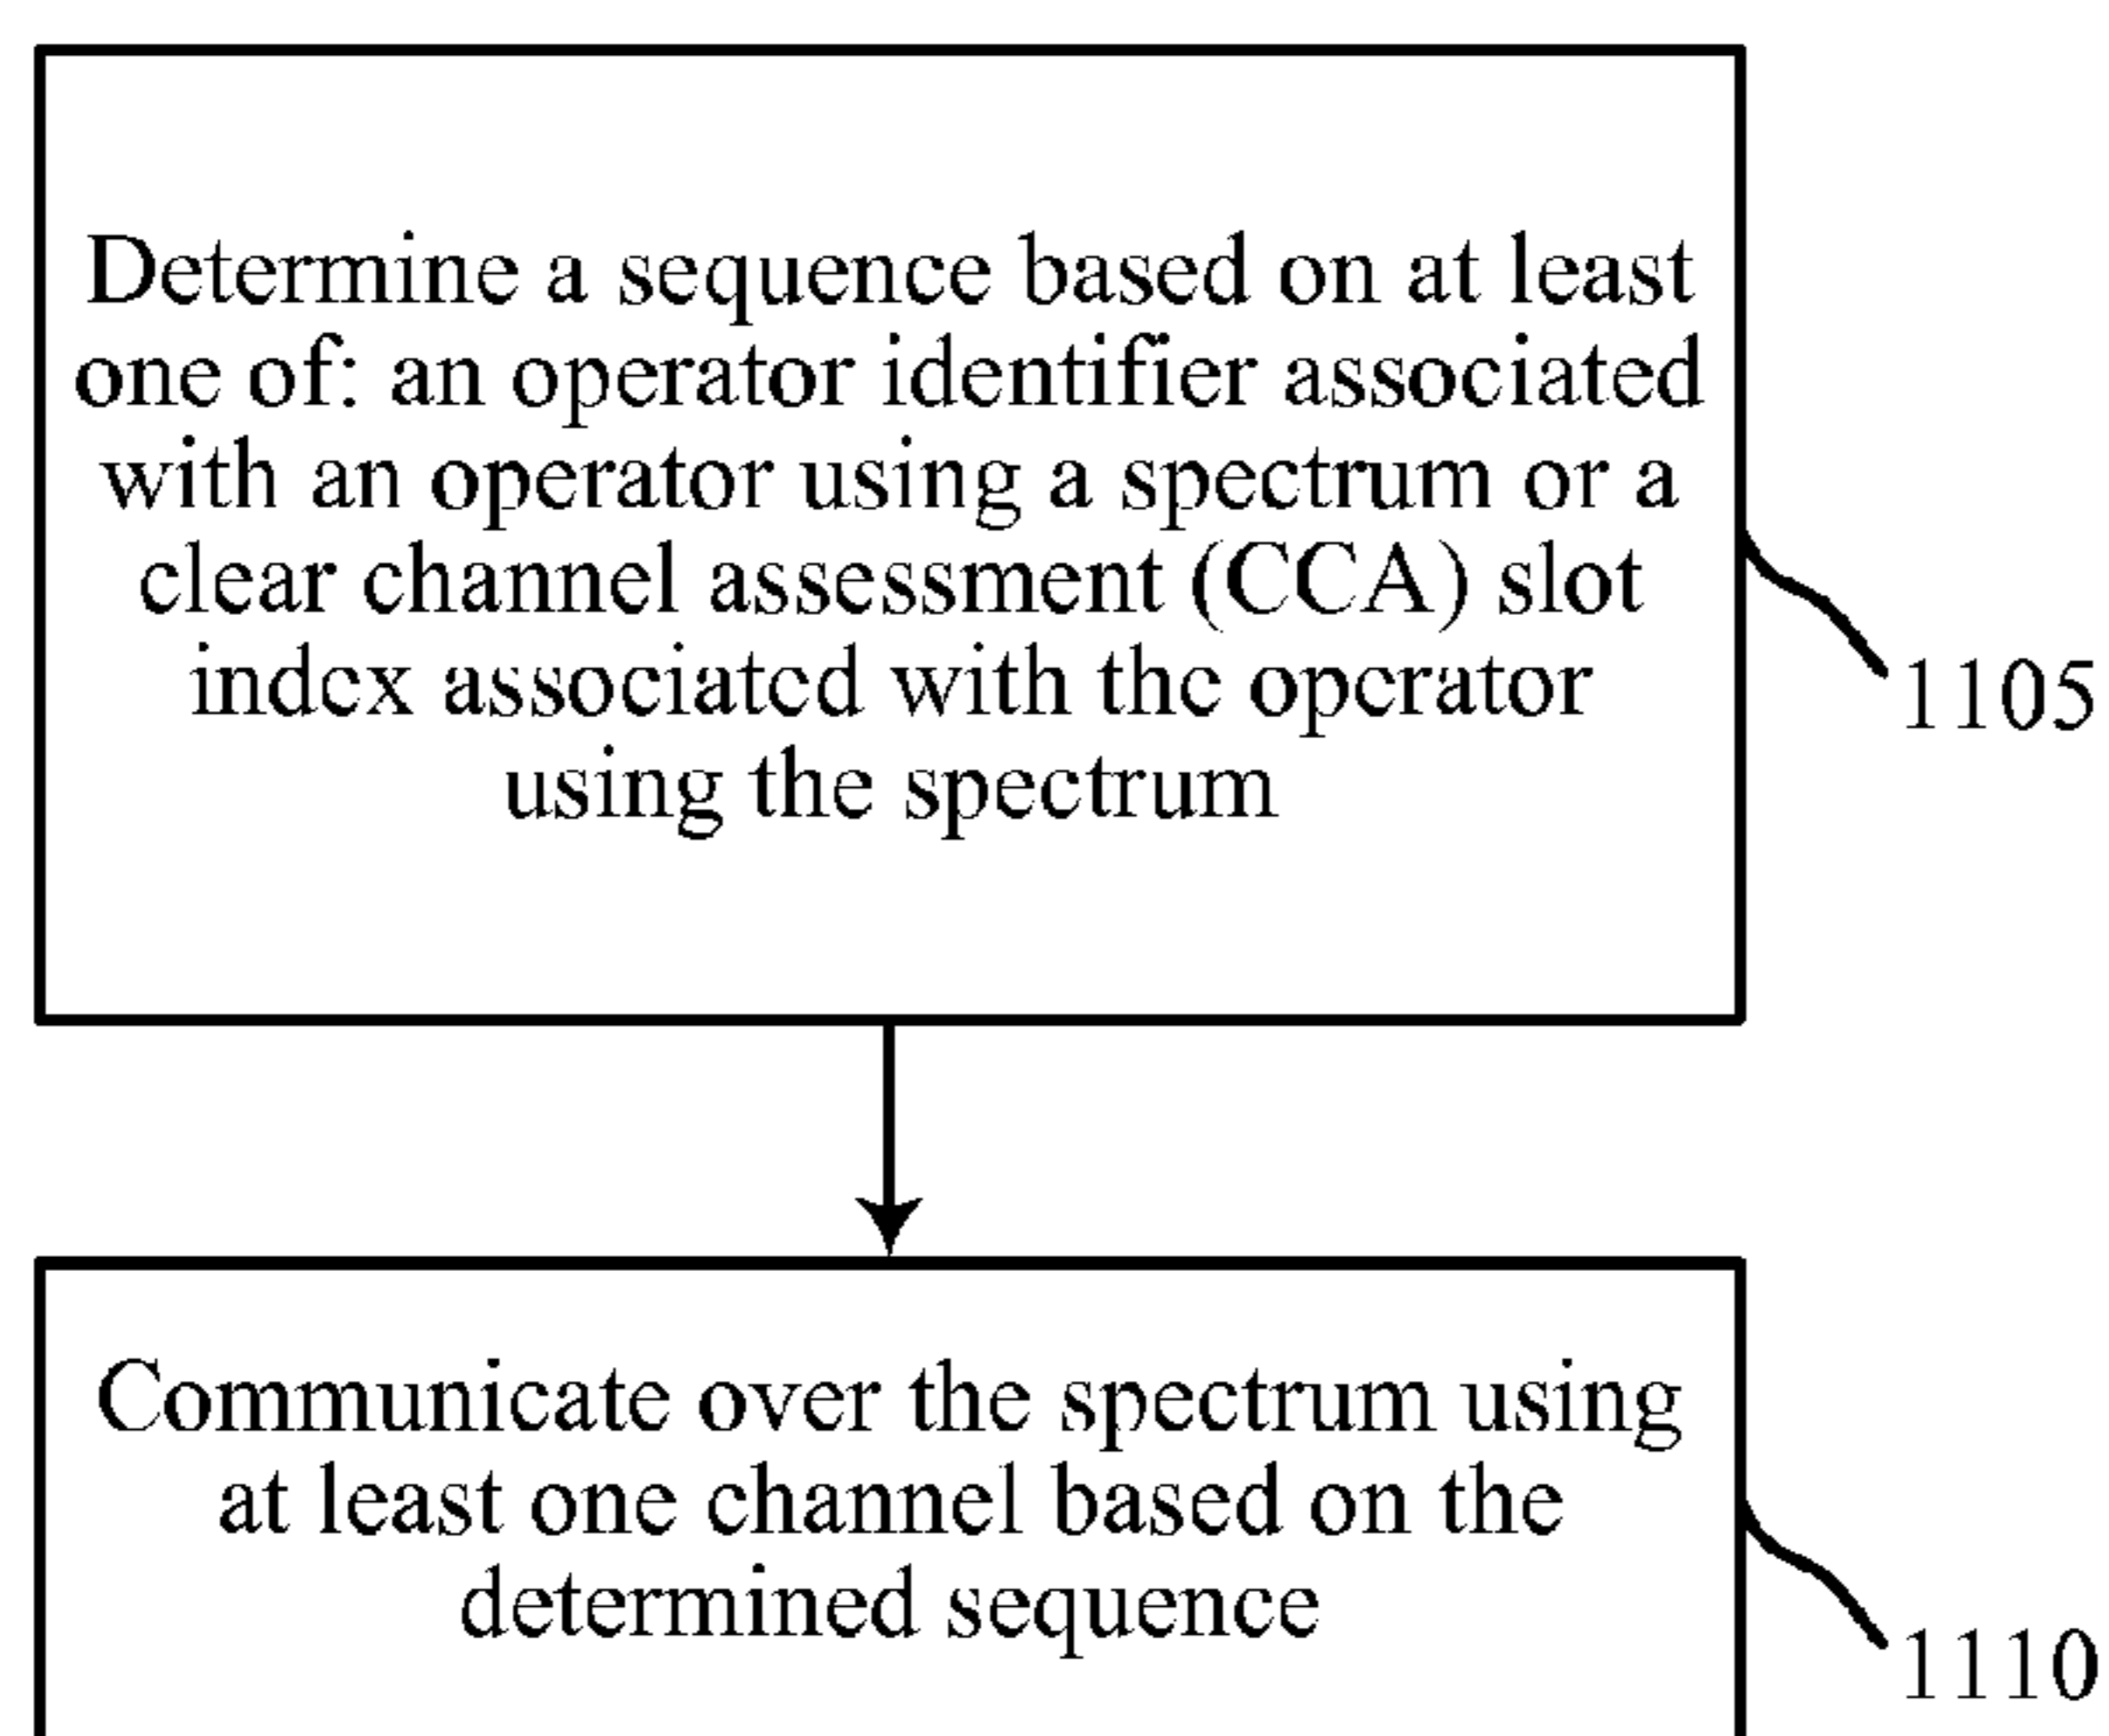 Determine a sequence based on at least
one of: an operator identifier associated
with an operator using a spectrum or a
clear channel assessment (CCA) slot
index associated with the operator
using the spectrum
1105
Communicate over the spectrum using
at least one channel based on the
determined sequence
1110